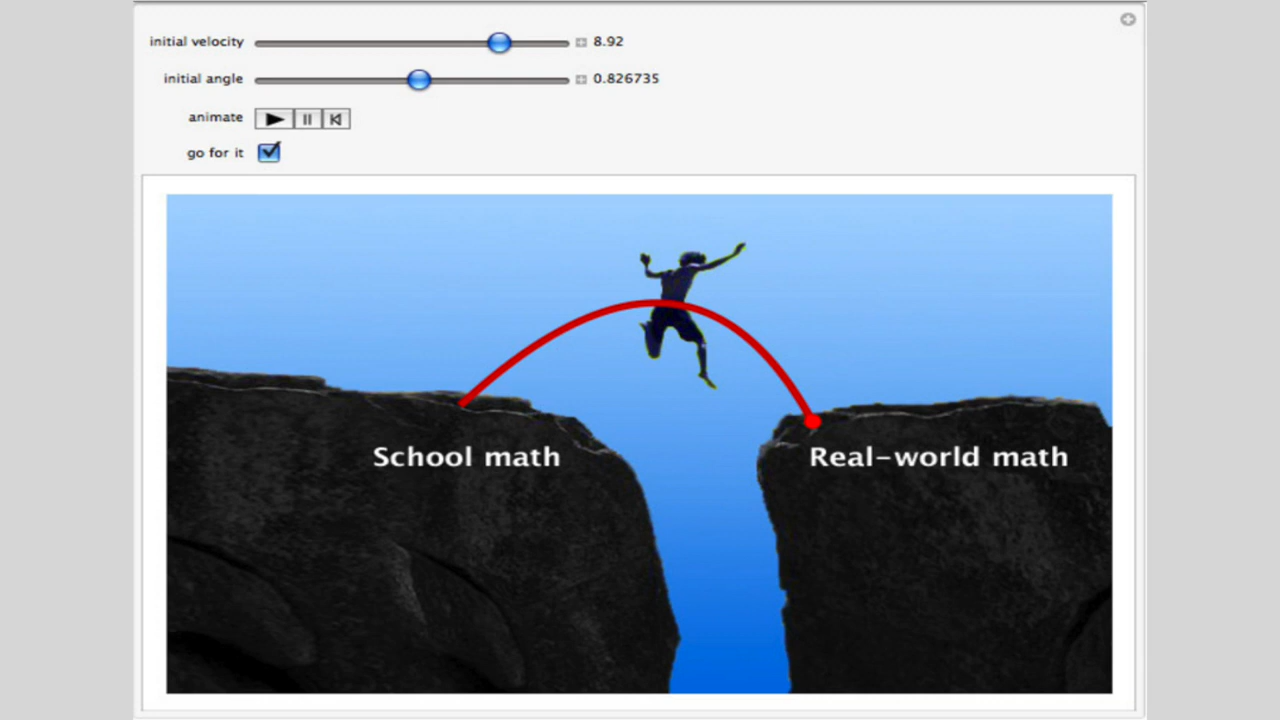 initial velocity 8.92
initial angle 0.826735
animate
go for it
School math
Real-world math